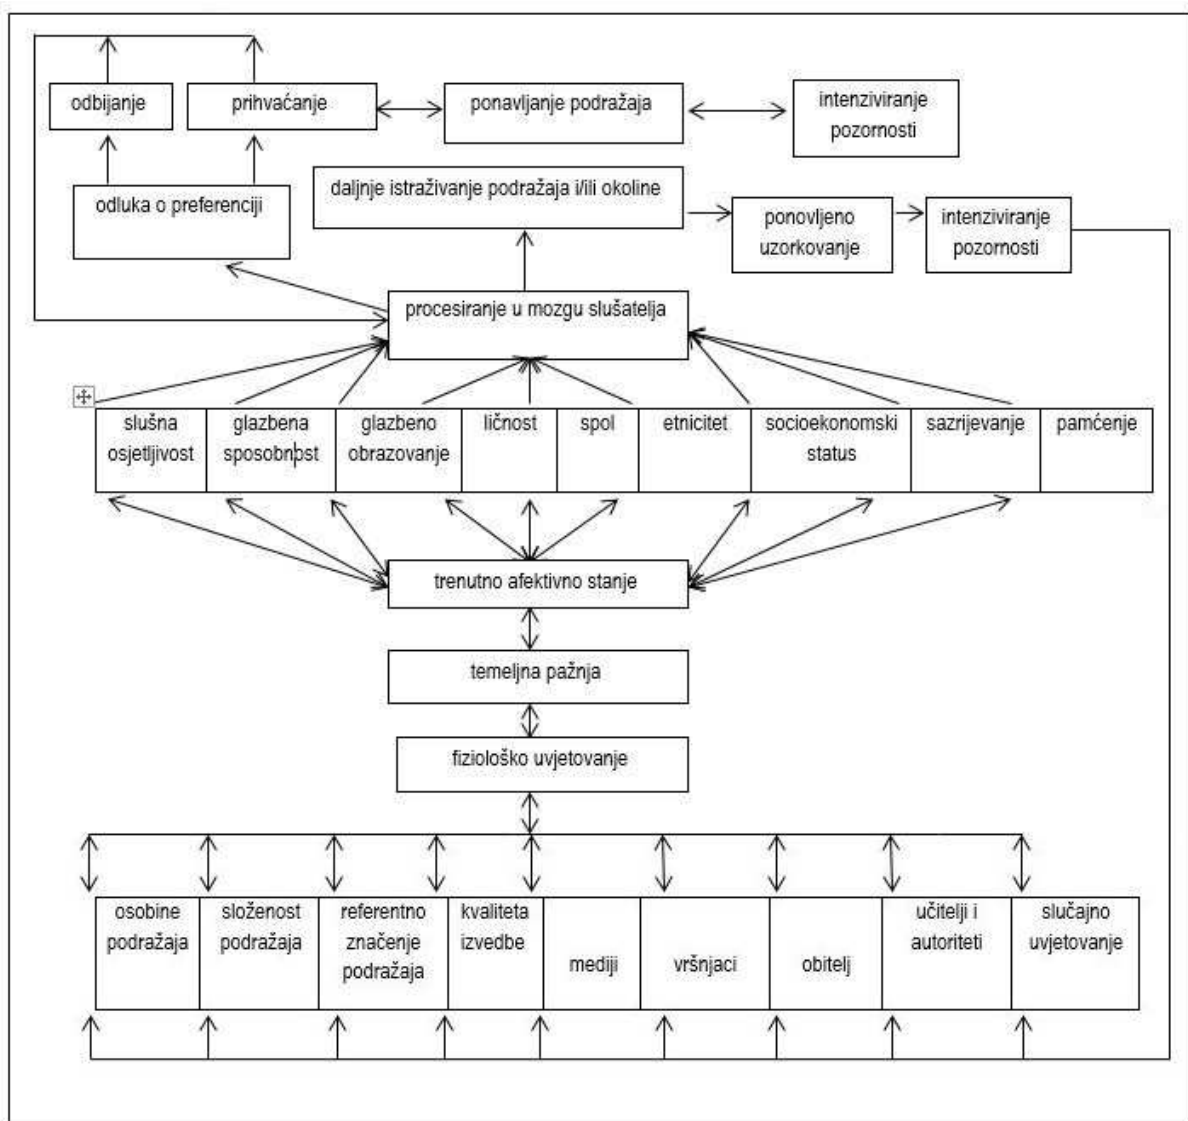 odbijanje
prihvaćanje
ponavljanje podražaja
intenziviranje
pozornosti
daljnje istraživanje podražaja i/ili okoline
odluka o preferenciji
ponovljeno
uzorkovanje
intenziviranje
pozornosti
procesiranje u mozgu slušatelja
slušna
osjetljivost
glazbena
sposobnost
glazbeno
obrazovanje
ličnost
spol
etnicitet
socioekonomski
status
sazrijevanje
pamćenje
trenutno afektivno stanje
temeljna pažnja
fiziološko uvjetovanje
osobine
podražaja
složenost
podražaja
referentno
značenje
podražaja
kvaliteta
izvedbe
mediji
vršnjaci
obitelj
učitelji i
autoriteti
slučajno
uvjetovanje